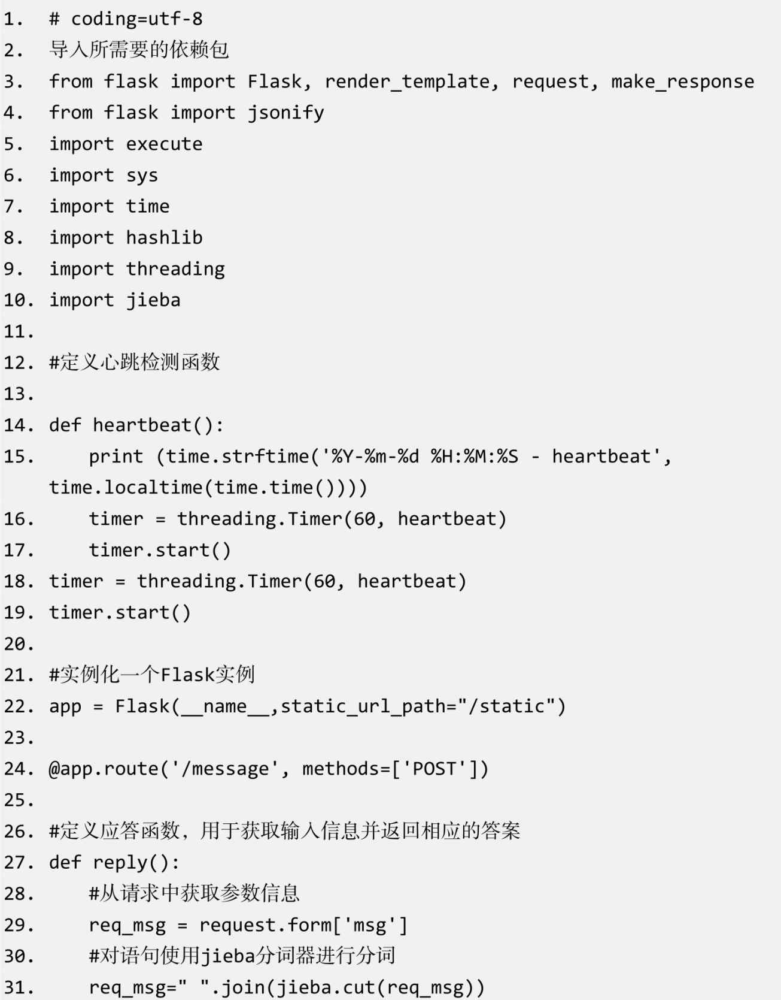 1. # coding=utf-8
2. 导入所需要的依赖包
3. from flask import Flask, render_template, request, make_response
4. from flask import jsonify
5. import execute
6. import sys
7. import time
8. import hashlib
9. import threading
10. import jieba
11.
12. #定义心跳检测函数
13.
14. def heartbeat():
15.     print (time.strftime('%Y-%m-%d %H:%M:%S - heartbeat',
time.localtime(time.time())))
16.     timer = threading.Timer(60, heartbeat)
17.     timer.start()
18. timer = threading.Timer(60, heartbeat)
19. timer.start()
20.
21. #实例化一个Flask实例
22. app = Flask(__name__,static_url_path="/static")
23.
24. @app.route('/message', methods=['POST'])
25.
26. #定义应答函数，用于获取输入信息并返回相应的答案
27. def reply():
28.     #从请求中获取参数信息
29.     req_msg = request.form['msg']
30.     #对语句使用jieba分词器进行分词
31.     req_msg=" ".join(jieba.cut(req_msg))